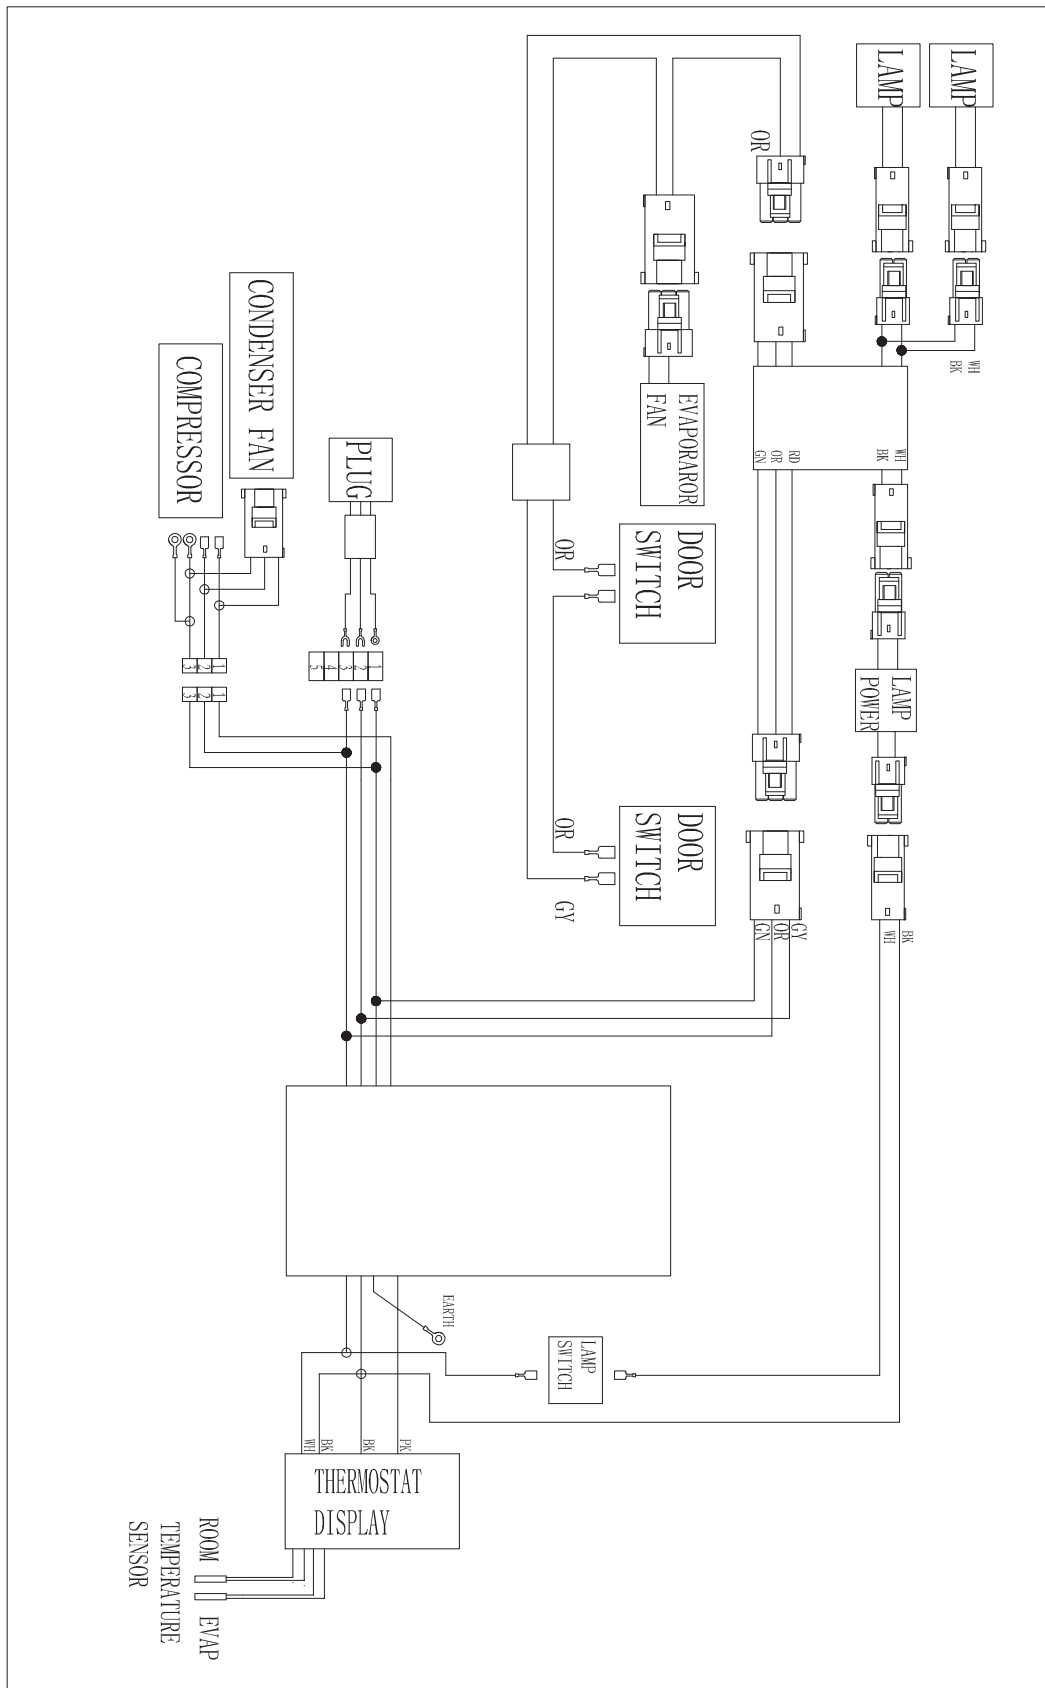 LAMP
LAMP
OR
WH
BK
CONDENSER FAN
COMPRESSOR
PLUG
EVAPORAROR
FAN
GN
OR
RD
BK
WH
DOOR
SWITCH
OR
1
2
3
4
5
1
2
3
1
2
3
LAMP
POWER
DOOR
SWITCH
OR
GY
GN
OR
GY
WH
BK
EARTH
LAMP
SWITCH
WH
BK
BK
PK
THERMOSTAT
DISPLAY
ROOM
EVAP
TEMPERATURE
SENSOR